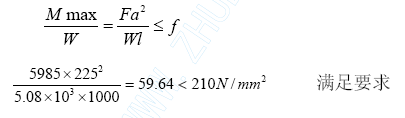 M max / W = Fa² / Wl ≤ f
5985×225² / 5.08×10³×1000 = 59.64 < 210N / mm² 满足要求